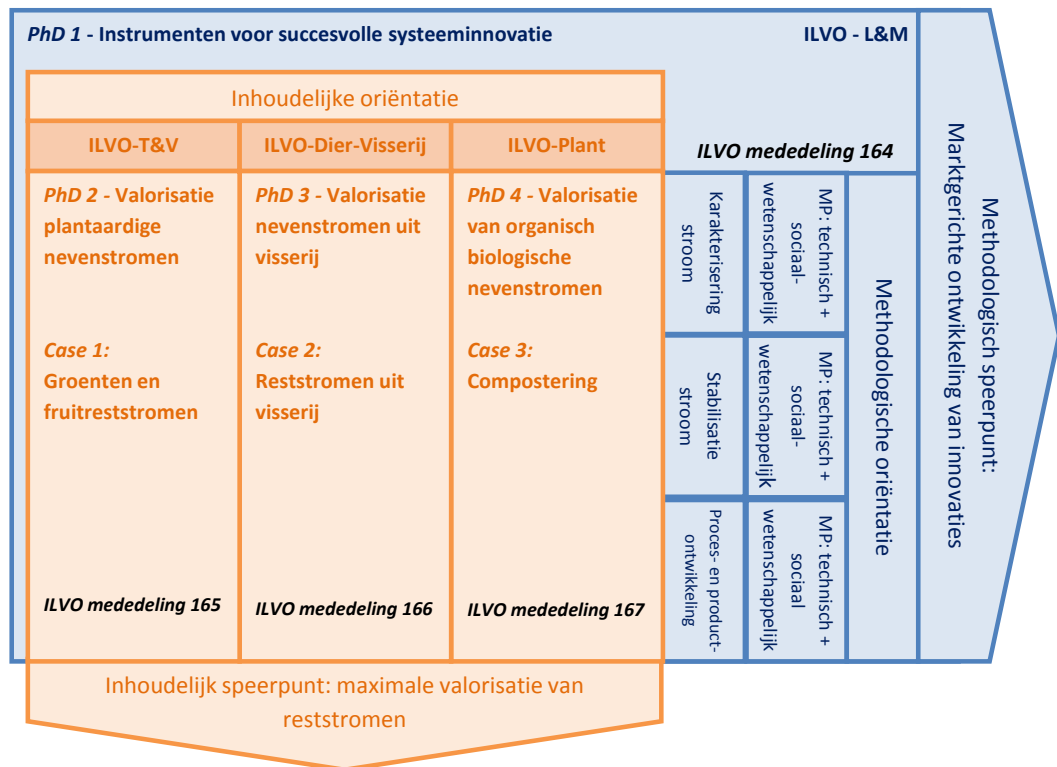 PhD 1 - Instrumenten voor succesvolle systeeminnovatie
ILVO - L&M
Inhoudelijke oriëntatie
ILVO-T&V
ILVO-Dier-Visserij
ILVO-Plant
ILVO mededeling 164
PhD 2 - Valorisatie
plantaardige
nevenstromen
Case 1:
Groenten en
fruitreststromen
ILVO mededeling 165
PhD 3 - Valorisatie
nevenstromen uit
visserij
Case 2:
Reststromen uit
visserij
ILVO mededeling 166
PhD 4 - Valorisatie
van organisch
biologische
nevenstromen
Case 3:
Compostering
ILVO mededeling 167
Karakterisering
stroom
MP: technisch +
sociaal-
wetenschappelijk
Stabilisatie
stroom
MP: technisch +
sociaal-
wetenschappelijk
Proces- en product-
ontwikkeling
MP: technisch +
sociaal
wetenschappelijk
Methodologische oriëntatie
Methodologisch speerpunt:
Marktgerichte ontwikkeling van innovaties
Inhoudelijk speerpunt: maximale valorisatie van
reststromen